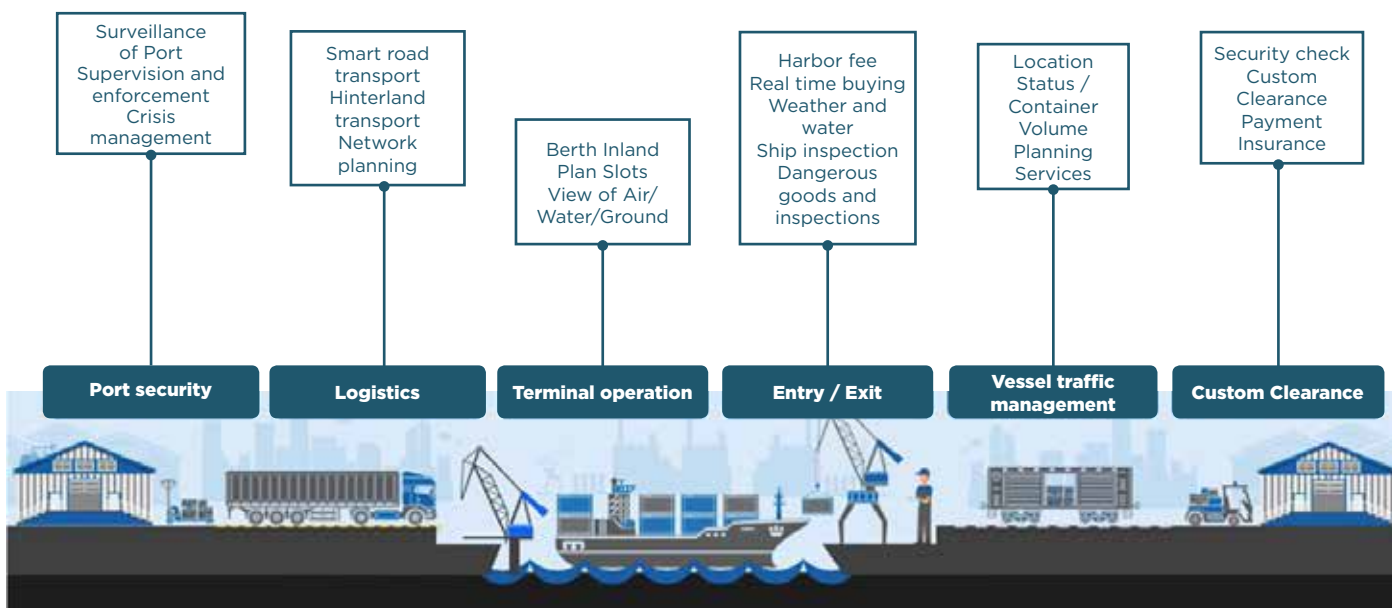 Surveillance
of Port
Supervision and
enforcement
Crisis
management
Smart road
transport
Hinterland
transport
Network
planning
Berth Inland
Plan Slots
View of Air/
Water/Ground
Harbor fee
Real time buying
Weather and
water
Ship inspection
Dangerous
goods and
inspections
Location
Status /
Container
Volume
Planning
Services
Security check
Custom
Clearance
Payment
Insurance
Port security
Logistics
Terminal operation
Entry / Exit
Vessel traffic
management
Custom Clearance